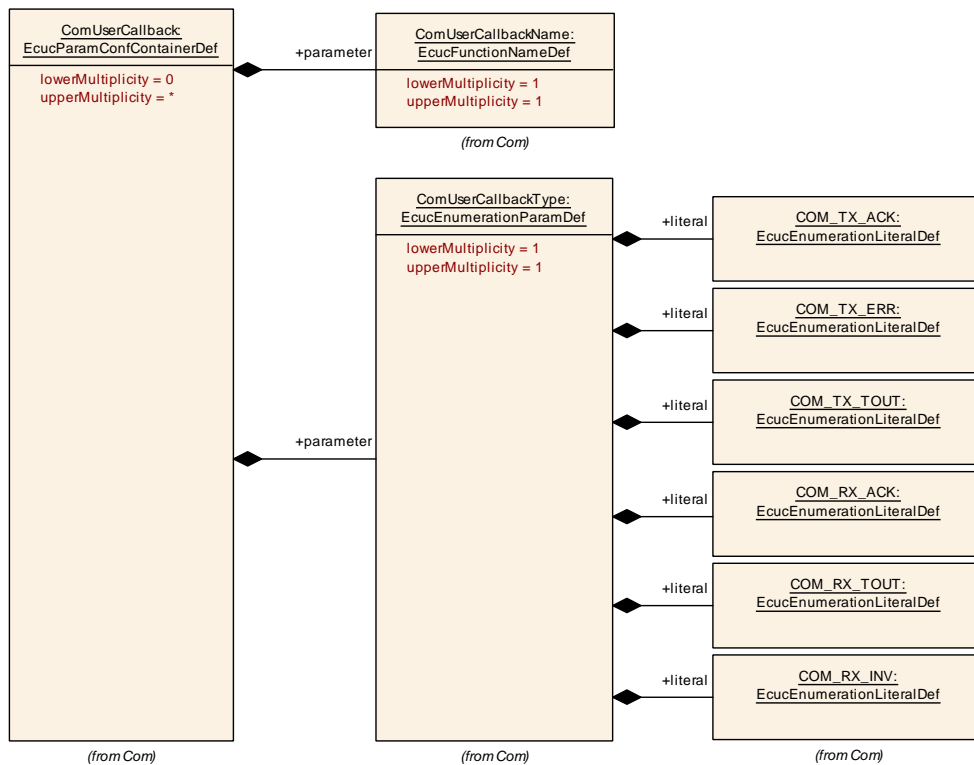 ComUserCallback:
EcucParamConfContainerDef
lowerMultiplicity = 0
upperMultiplicity = *
(from Com)
+parameter
ComUserCallbackName:
EcucFunctionNameDef
lowerMultiplicity = 1
upperMultiplicity = 1
(from Com)
+parameter
ComUserCallbackType:
EcucEnumerationParamDef
lowerMultiplicity = 1
upperMultiplicity = 1
(from Com)
+literal
COM_TX_ACK:
EcucEnumerationLiteralDef
+literal
COM_TX_ERR:
EcucEnumerationLiteralDef
+literal
COM_TX_TOUT:
EcucEnumerationLiteralDef
+literal
COM_RX_ACK:
EcucEnumerationLiteralDef
+literal
COM_RX_TOUT:
EcucEnumerationLiteralDef
+literal
COM_RX_INV:
EcucEnumerationLiteralDef
(from Com)